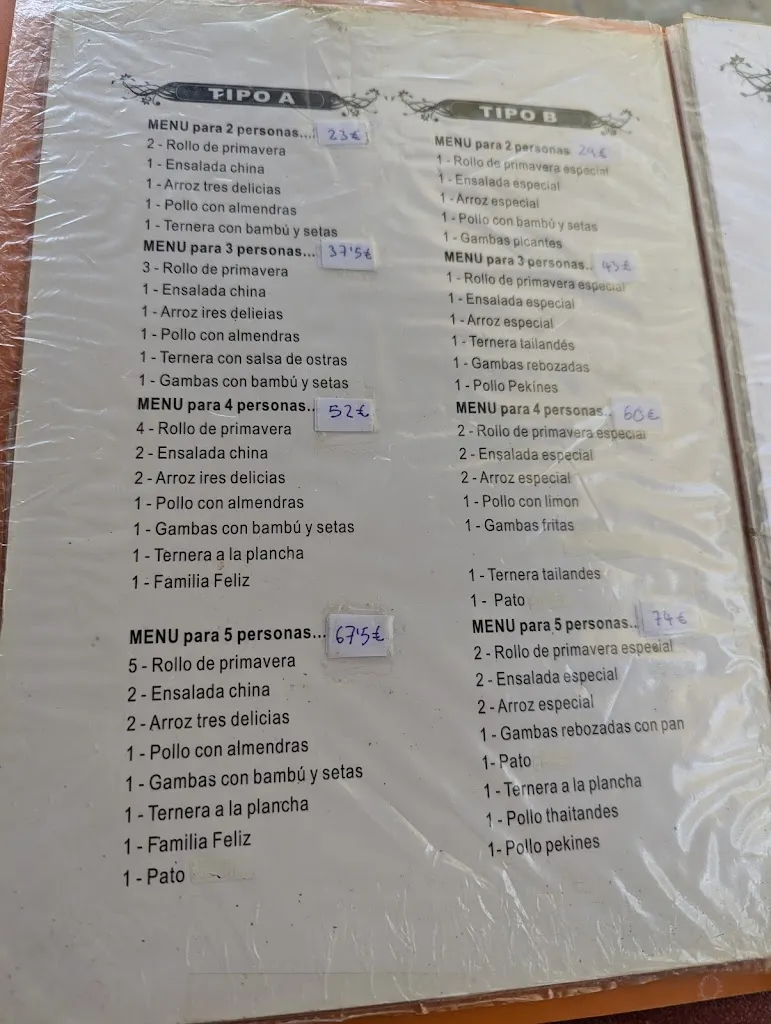 TIPO A
MENU para 2 personas.... 23€
2 - Rollo de primavera
1 - Ensalada china
1 - Arroz tres delicias
1 - Pollo con almendras
1 - Ternera con bambú y setas
MENU para 3 personas... 37'5€
3 - Rollo de primavera
1 - Ensalada china
1 - Arroz ires delieias
1 - Pollo con almendras
1 - Ternera con salsa de ostras
1 - Gambas con bambú y setas
MENU para 4 personas.. 52€
4 - Rollo de primavera
2 - Ensalada china
2 - Arroz ires delicias
1 - Pollo con almendras
1 - Gambas con bambú y setas
1 - Ternera a la plancha
1 - Familia Feliz
MENU para 5 personas... 67'5€
5 - Rollo de primavera
2 - Ensalada china
2 - Arroz tres delicias
1 - Pollo con almendras
1 - Gambas con bambú y setas
1 - Ternera a la plancha
1 - Familia Feliz
1 - Pato
TIPO B
MENU para 2 personas 29€
1 - Rollo de primavera especial
1 - Ensalada especial
1 - Arroz especial
1 - Pollo con bambú y setas
1 - Gambas picantes
MENU para 3 personas.. 43€
1 - Rollo de primavera especial
1 - Ensalada especial
1 - Arroz especial
1 - Ternera tailandés
1 - Gambas rebozadas
1 - Pollo Pekines
MENU para 4 personas.. 60€
2 - Rollo de primavera especial
2 - Ensalada especial
2 - Arroz especial
1 - Pollo con limon
1 - Gambas fritas
1 - Ternera tailandes
1 - Pato
MENU para 5 personas.. 74€
2 - Rollo de primavera especial
2 - Ensalada especial
2 - Arroz especial
1 - Gambas rebozadas con pan
1- Pato
1 - Ternera a la plancha
1 - Pollo thaitandes
1- Pollo pekines